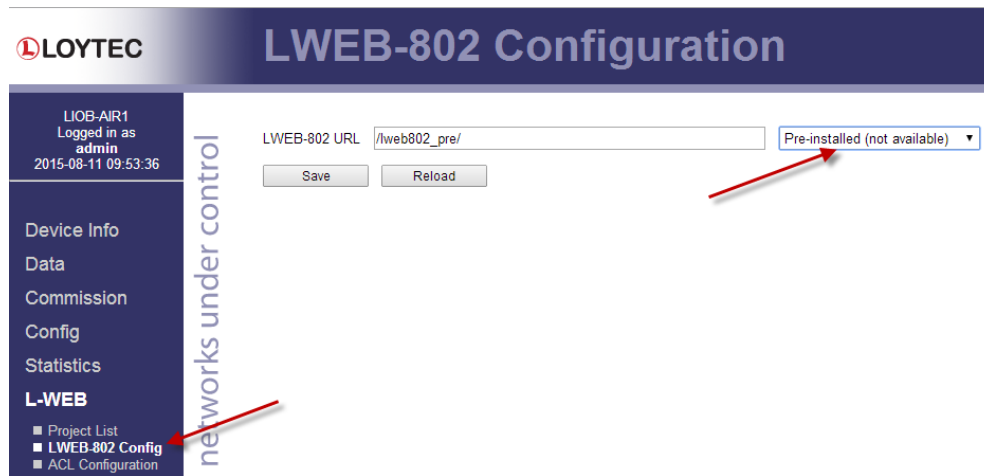 LOYTEC
LWEB-802 Configuration
LIOB-AIR1
Logged in as
admin
2015-08-11 09:53:36
Device Info
Data
Commission
Config
Statistics
L-WEB
Project List
LWEB-802 Config
ACL Configuration
networks under control
LWEB-802 URL /lweb802_pre/ Pre-installed (not available)
Save Reload